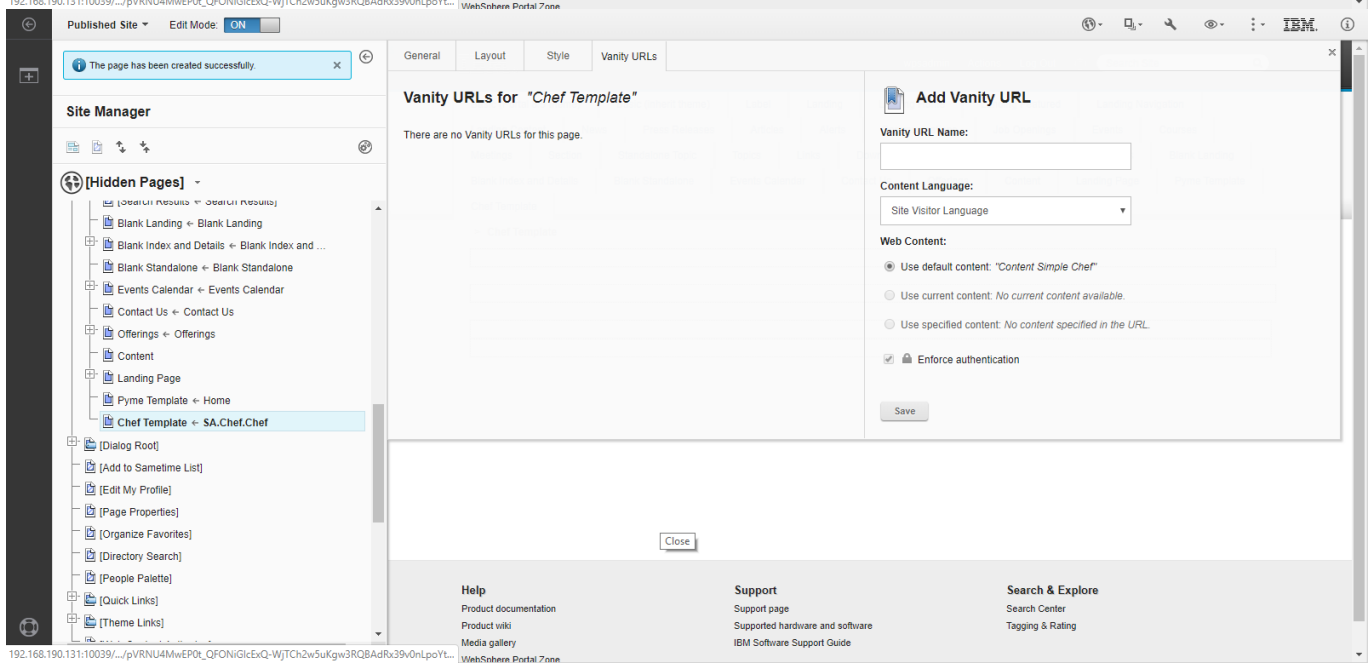 192.168.190.131:10039/.../pVRNU4MwEP0t_QFONiGIcExQ-WjTCh2w5uKgw3RQBAdRx39v0nLpoYt...
WebSphere Portal Zone
Published Site
Edit Mode: ON
IBM.
The page has been created successfully.
Site Manager
[Hidden Pages]
[Search Results ← Search Results]
Blank Landing ← Blank Landing
Blank Index and Details ← Blank Index and ...
Blank Standalone ← Blank Standalone
Events Calendar ← Events Calendar
Contact Us ← Contact Us
Offerings ← Offerings
Content
Landing Page
Pyme Template ← Home
Chef Template ← SA.Chef.Chef
[Dialog Root]
[Add to Sametime List]
[Edit My Profile]
[Page Properties]
[Organize Favorites]
[Directory Search]
[People Palette]
[Quick Links]
[Theme Links]
General
Layout
Style
Vanity URLs
Vanity URLs for "Chef Template"
There are no Vanity URLs for this page.
Add Vanity URL
Vanity URL Name:
Content Language:
Site Visitor Language
Web Content:
Use default content: "Content Simple Chef"
Use current content: No current content available.
Use specified content: No content specified in the URL.
Enforce authentication
Save
Close
Help
Product documentation
Product wiki
Media gallery
WebSphere Portal Zone
Support
Support page
Supported hardware and software
IBM Software Support Guide
Search & Explore
Search Center
Tagging & Rating
192.168.190.131:10039/.../pVRNU4MwEP0t_QFONiGIcExQ-WjTCh2w5uKgw3RQBAdRx39v0nLpoYt...